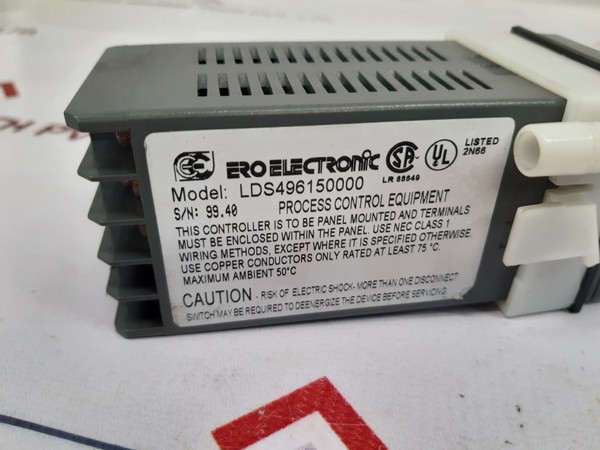 ERO ELECTRONIC
SA
UL
LISTED
2N66
LR 68649
Model: LDS496150000
S/N: 99.40
PROCESS CONTROL EQUIPMENT
THIS CONTROLLER IS TO BE PANEL MOUNTED AND TERMINALS
MUST BE ENCLOSED WITHIN THE PANEL. USE NEC CLASS 1
WIRING METHODS, EXCEPT WHERE IT IS SPECIFIED OTHERWISE.
USE COPPER CONDUCTORS ONLY RATED AT LEAST 75 °C.
MAXIMUM AMBIENT 50°C
CAUTION - RISK OF ELECTRIC SHOCK- MORE THAN ONE DISCONNECT
SWITCH MAY BE REQUIRED TO DEENERGIZE THE DEVICE BEFORE SERVICING